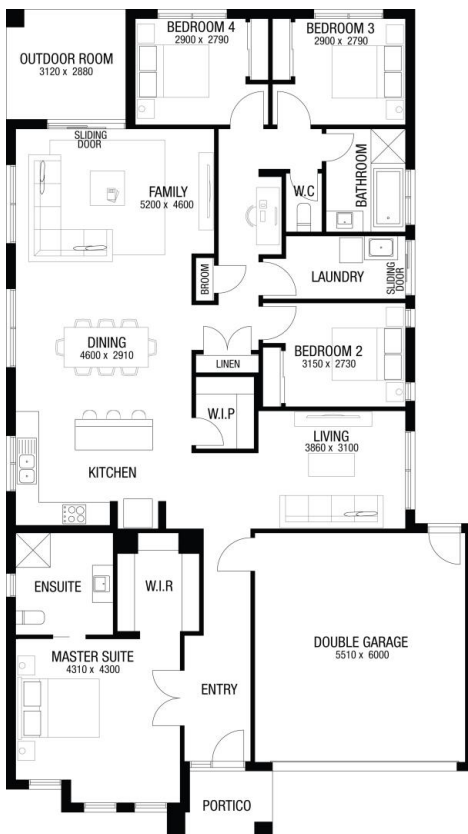 BEDROOM 4
2900 x 2790
BEDROOM 3
2900 x 2790
OUTDOOR ROOM
3120 x 2880
SLIDING
DOOR
FAMILY
5200 x 4600
W.C
BATHROOM
BROOM
LAUNDRY
SLIDING
DOOR
DINING
4600 x 2910
LINEN
BEDROOM 2
3150 x 2730
W.I.P
LIVING
3860 x 3100
KITCHEN
ENSUITE
W.I.R
MASTER SUITE
4310 x 4300
DOUBLE GARAGE
5510 x 6000
ENTRY
PORTICO